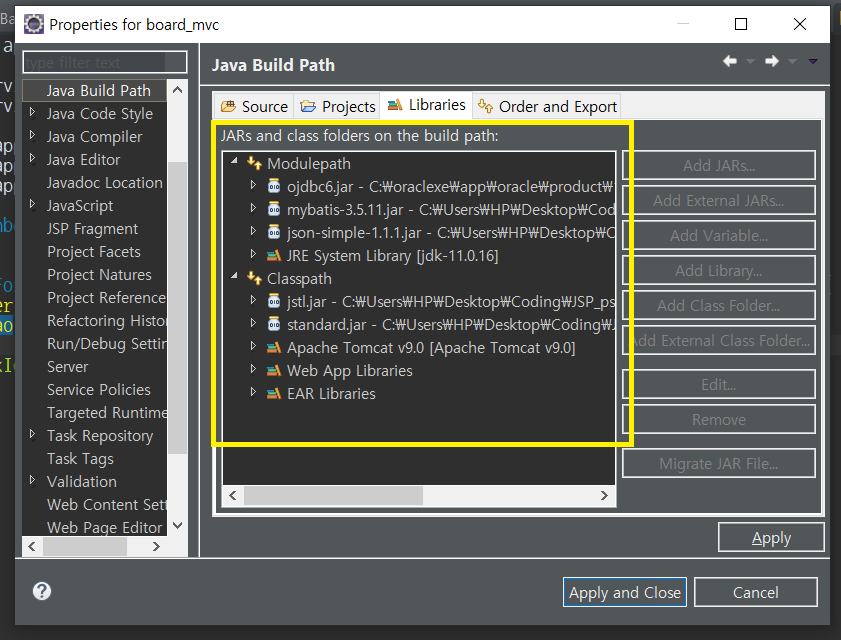 Properties for board_mvc
type filter text
Java Build Path
Java Code Style
Java Compiler
Java Editor
Javadoc Location
JavaScript
JSP Fragment
Project Facets
Project Natures
Project Reference
Refactoring Histo
Run/Debug Settin
Server
Service Policies
Targeted Runtime
Task Repository
Task Tags
Validation
Web Content Sett
Web Page Editor
Java Build Path
Source Projects Libraries Order and Export
JARs and class folders on the build path:
Modulepath
ojdbc6.jar - C:₩oraclexe₩app₩oracle₩product₩
mybatis-3.5.11.jar - C:₩Users₩HP₩Desktop₩Cod
json-simple-1.1.1.jar - C:₩Users₩HP₩Desktop₩C
JRE System Library [jdk-11.0.16]
Classpath
jstl.jar - C:₩Users₩HP₩Desktop₩Coding₩JSP_ps
standard.jar - C:₩Users₩HP₩Desktop₩Coding₩J
Apache Tomcat v9.0 [Apache Tomcat v9.0]
Web App Libraries
EAR Libraries
Add JARs...
Add External JARs...
Add Variable...
Add Library...
Add Class Folder...
Add External Class Folder...
Edit...
Remove
Migrate JAR File...
Apply
Apply and Close
Cancel